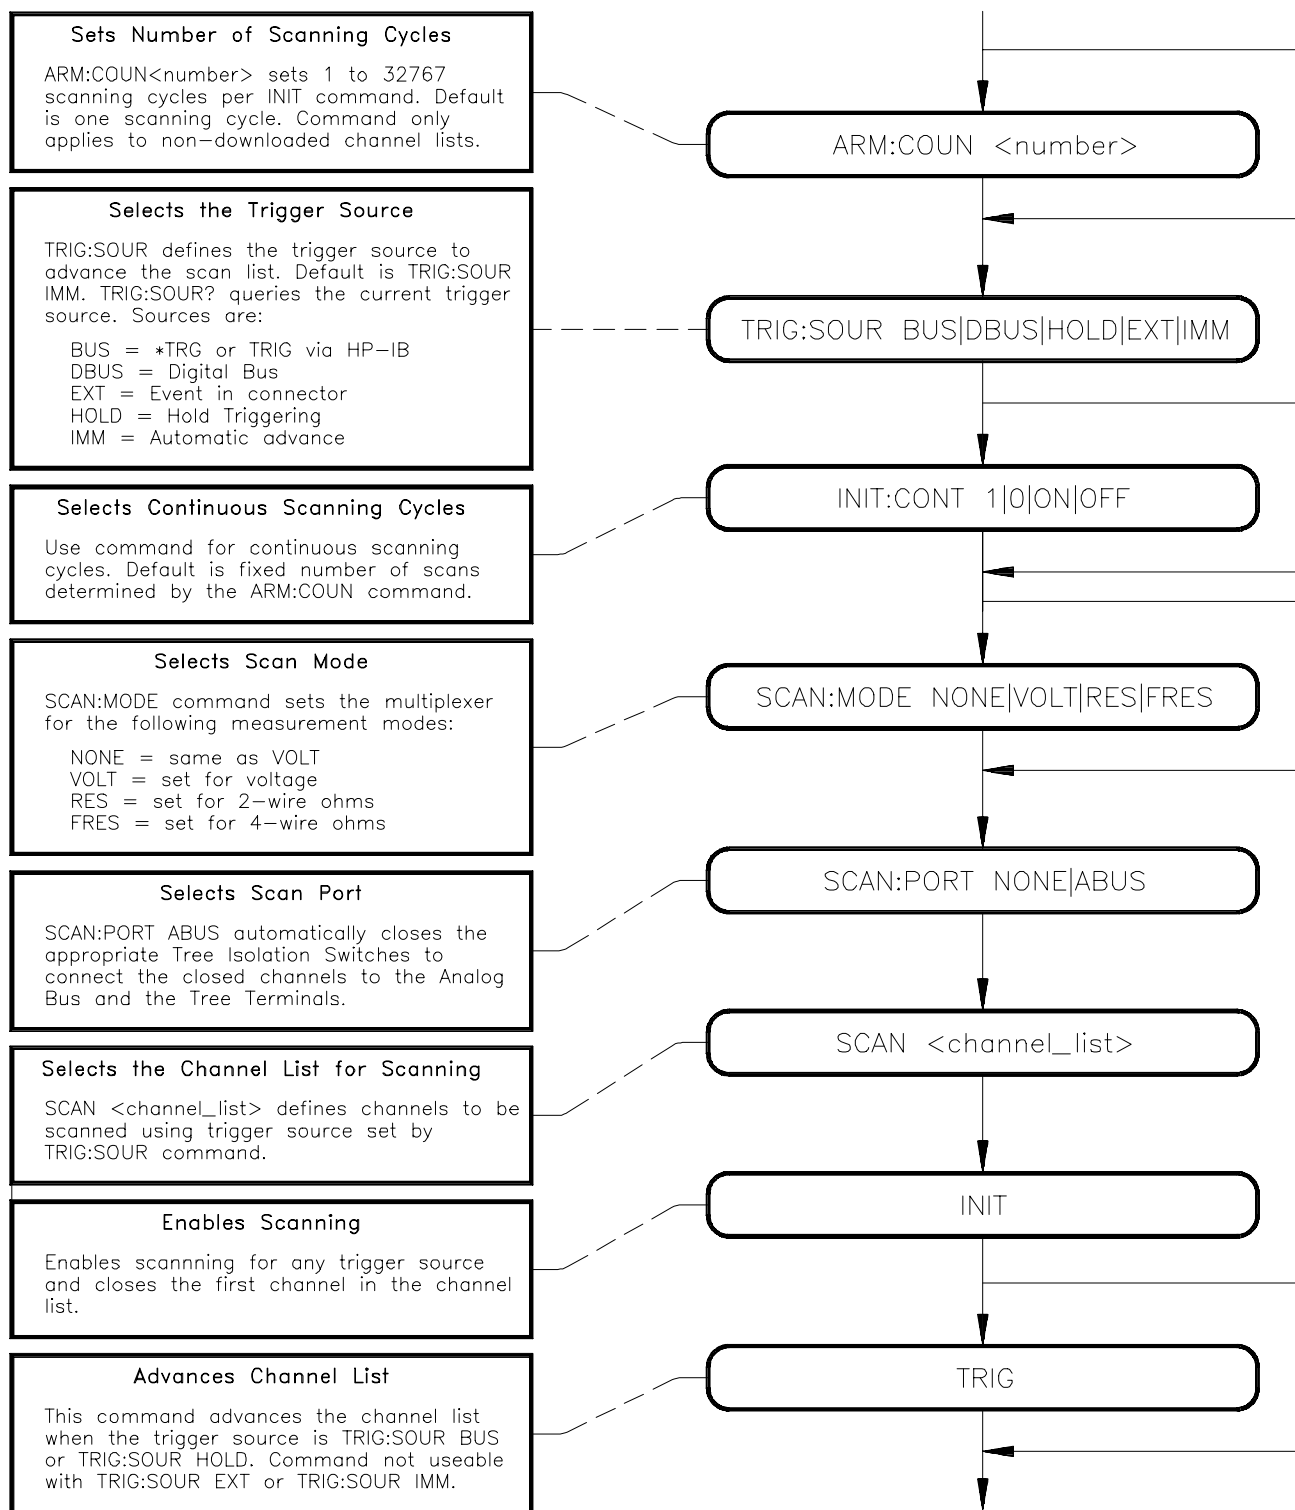 Sets Number of Scanning Cycles
ARM:COUN<number> sets 1 to 32767
scanning cycles per INIT command. Default
is one scanning cycle. Command only
applies to non-downloaded channel lists.
ARM:COUN <number>
Selects the Trigger Source
TRIG:SOUR defines the trigger source to
advance the scan list. Default is TRIG:SOUR
IMM. TRIG:SOUR? queries the current trigger
source. Sources are:
BUS = *TRG or TRIG via HP-IB
DBUS = Digital Bus
EXT = Event in connector
HOLD = Hold Triggering
IMM = Automatic advance
TRIG:SOUR BUS|DBUS|HOLD|EXT|IMM
Selects Continuous Scanning Cycles
Use command for continuous scanning
cycles. Default is fixed number of scans
determined by the ARM:COUN command.
INIT:CONT 1|0|ON|OFF
Selects Scan Mode
SCAN:MODE command sets the multiplexer
for the following measurement modes:
NONE = same as VOLT
VOLT = set for voltage
RES = set for 2-wire ohms
FRES = set for 4-wire ohms
SCAN:MODE NONE|VOLT|RES|FRES
Selects Scan Port
SCAN:PORT ABUS automatically closes the
appropriate Tree Isolation Switches to
connect the closed channels to the Analog
Bus and the Tree Terminals.
SCAN:PORT NONE|ABUS
Selects the Channel List for Scanning
SCAN <channel_list> defines channels to be
scanned using trigger source set by
TRIG:SOUR command.
SCAN <channel_list>
Enables Scanning
Enables scannning for any trigger source
and closes the first channel in the channel
list.
INIT
Advances Channel List
This command advances the channel list
when the trigger source is TRIG:SOUR BUS
or TRIG:SOUR HOLD. Command not useable
with TRIG:SOUR EXT or TRIG:SOUR IMM.
TRIG